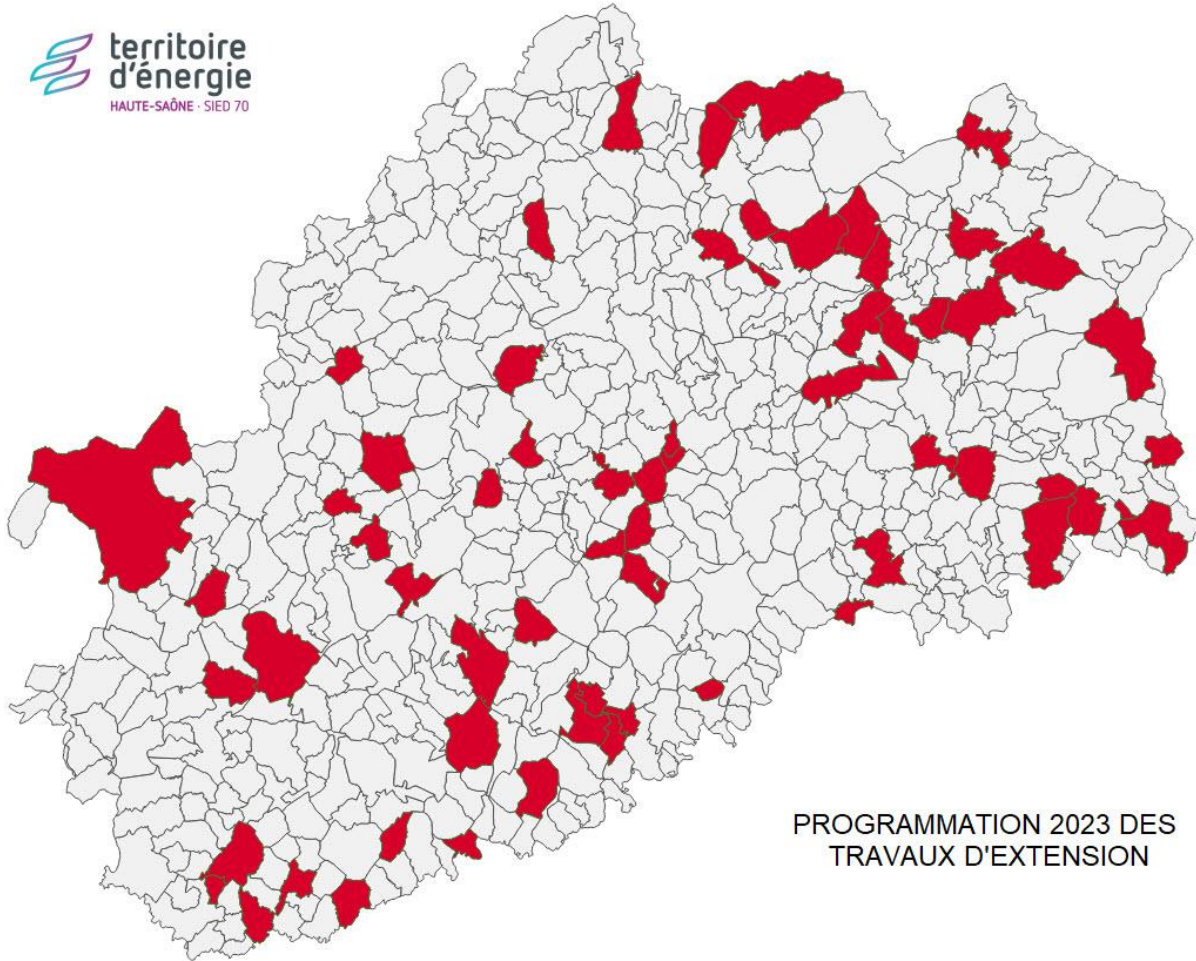 territoire
d'énergie
HAUTE-SAÔNE · SIED 70
PROGRAMMATION 2023 DES
TRAVAUX D'EXTENSION